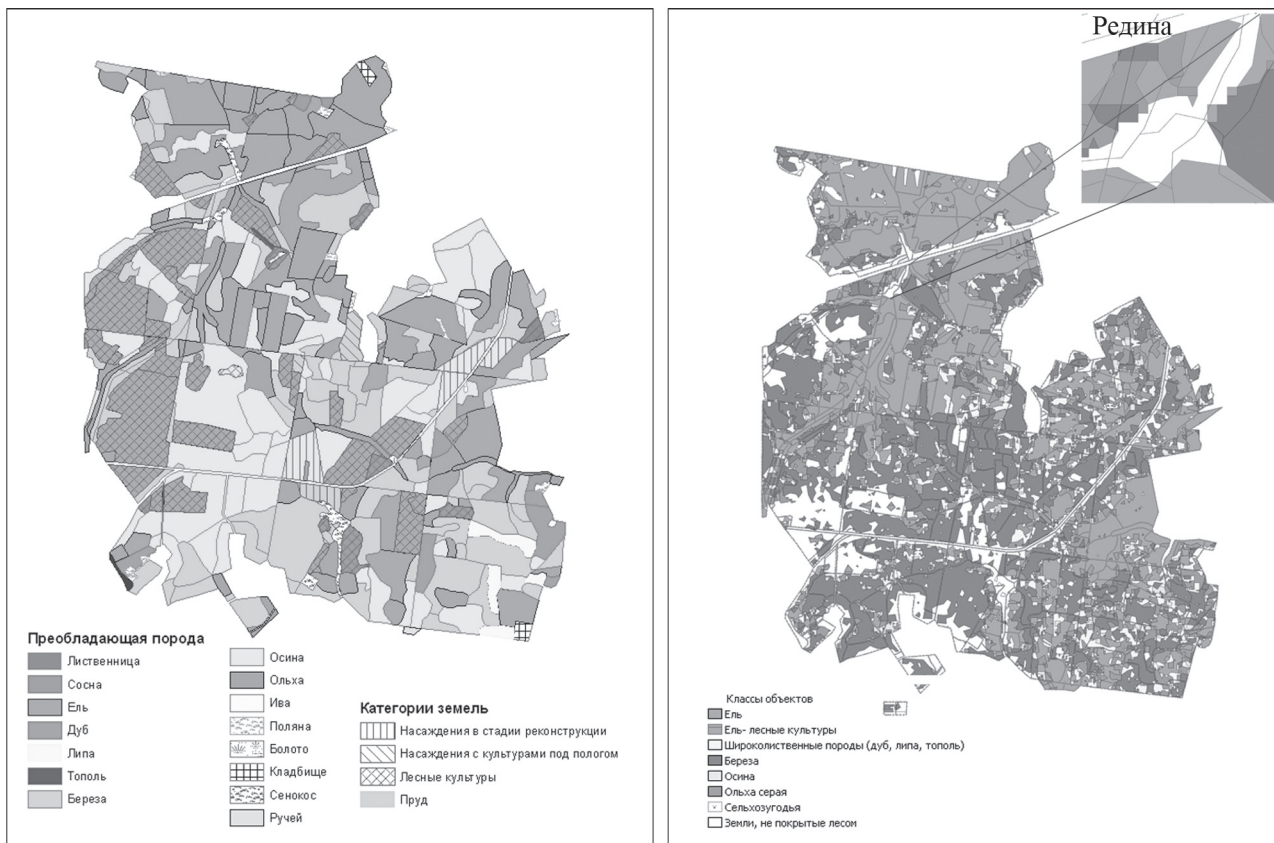 Редина
Преобладающая порода
Лиственница
Сосна
Ель
Дуб
Липа
Тополь
Береза
Осина
Ольха
Ива
Поляна
Болото
Кладбище
Сенокос
Ручей
Категории земель
Насаждения в стадии реконструкции
Насаждения с культурами под пологом
Лесные культуры
Пруд
Классы объектов
Ель
Ель- лесные культуры
Широколиственные породы (дуб, липа, тополь)
Береза
Осина
Ольха серая
Сельхозугодья
Земли, не покрытые лесом